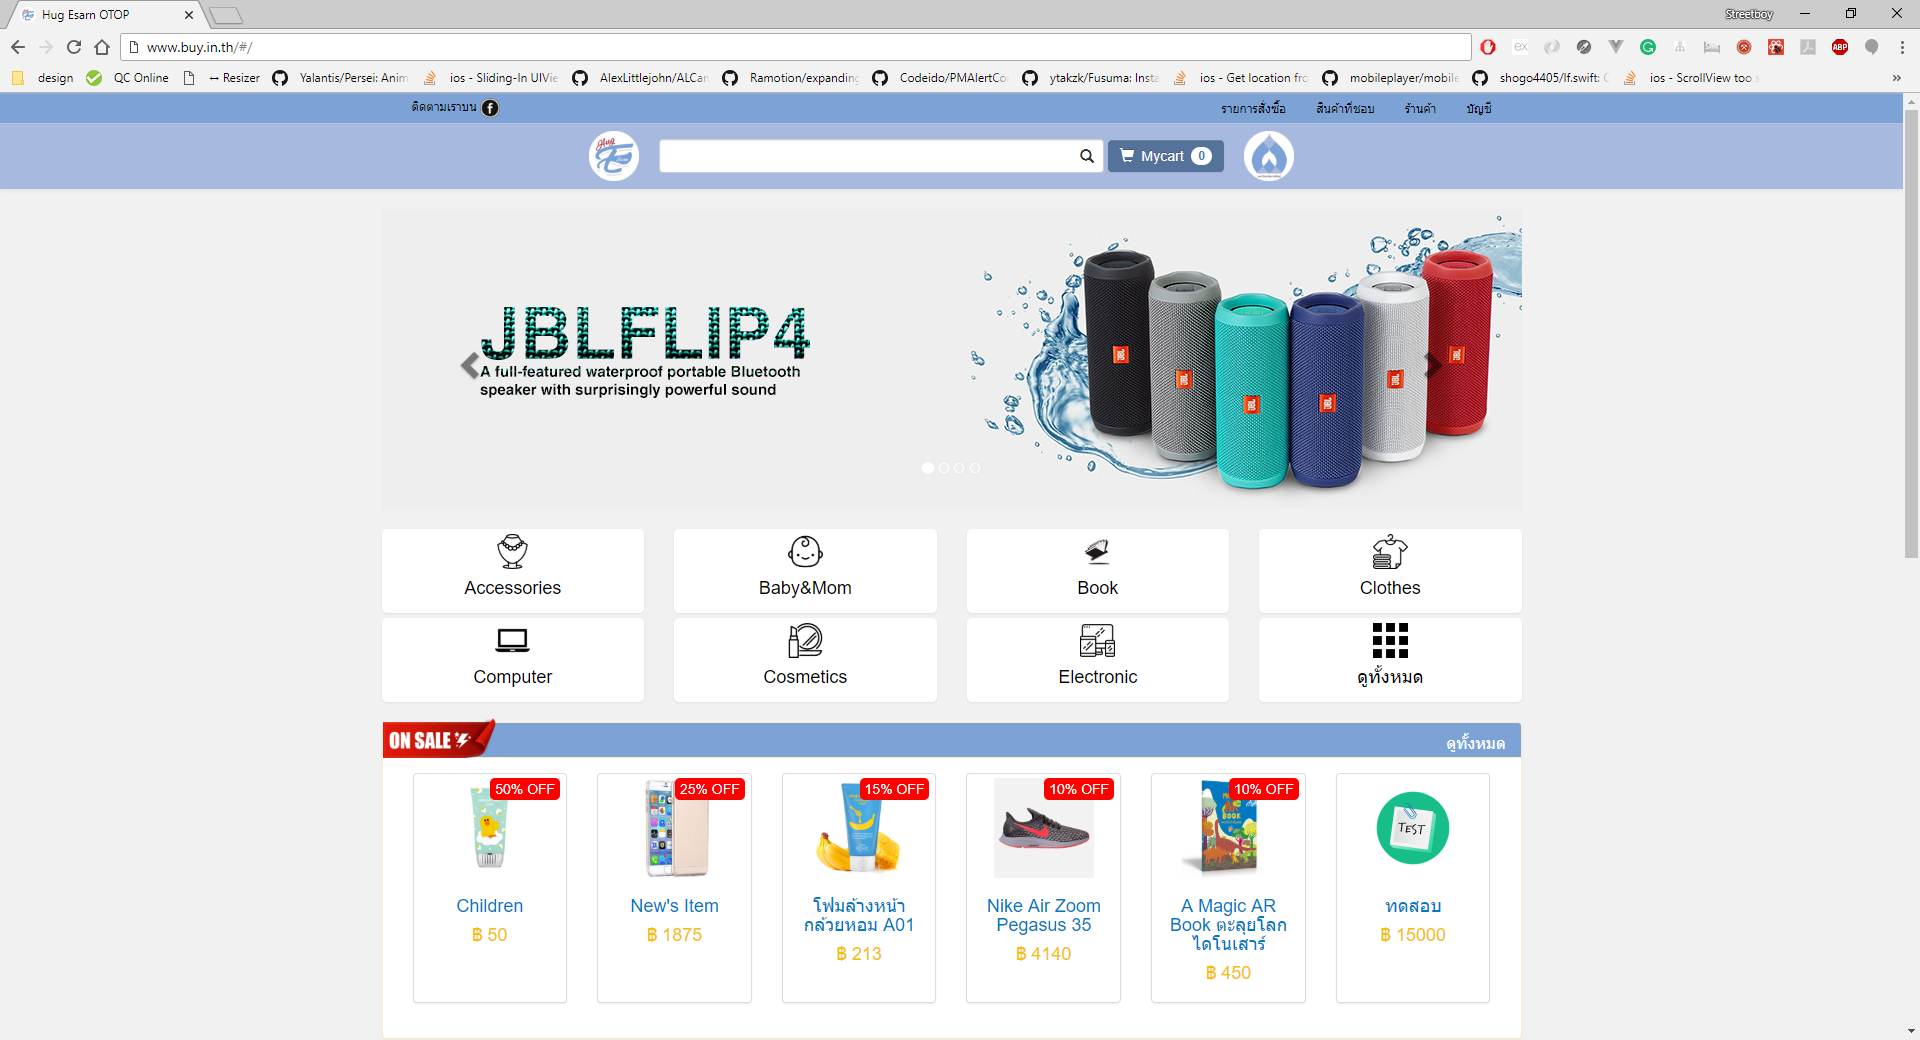 Hug Esarn OTOP
Streetboy
www.buy.in.th/#/
design
QC Online
↔ Resizer
Yalantis/Persei: Anim
ios - Sliding-In UIVie
AlexLittlejohn/ALCan
Ramotion/expanding
Codeido/PMAlertCo
ytakzk/Fusuma: Insta
ios - Get location fro
mobileplayer/mobile
shogo4405/lf.swift: C
ios - ScrollView too s
ติดตามเราบน
รายการสั่งซื้อ
สินค้าที่ชอบ
ร้านค้า
บัญชี
Hug
Mycart 0
JBLFLIP4
A full-featured waterproof portable Bluetooth
speaker with surprisingly powerful sound
JBL
JBL
JBL
JBL
JBL
JBL
Accessories
Baby&Mom
Book
Clothes
Computer
Cosmetics
Electronic
ดูทั้งหมด
ON SALE
ดูทั้งหมด
50% OFF
Children
฿ 50
25% OFF
New's Item
฿ 1875
15% OFF
โฟมล้างหน้า
กล้วยหอม A01
฿ 213
10% OFF
Nike Air Zoom
Pegasus 35
฿ 4140
10% OFF
A Magic AR
Book ตะลุยโลก
ไดโนเสาร์
฿ 450
TEST
ทดสอบ
฿ 15000